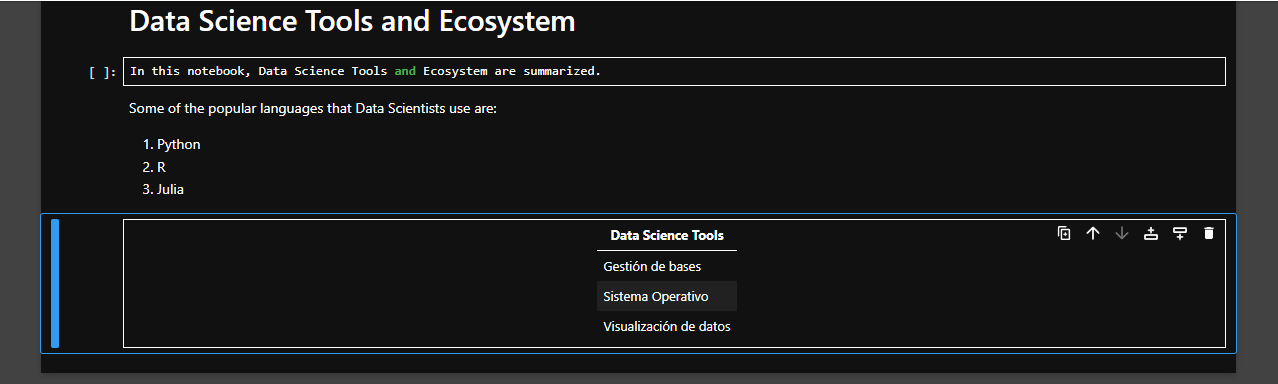 Data Science Tools and Ecosystem
[ ]: In this notebook, Data Science Tools and Ecosystem are summarized.
Some of the popular languages that Data Scientists use are:
1. Python
2. R
3. Julia
Data Science Tools
Gestión de bases
Sistema Operativo
Visualización de datos